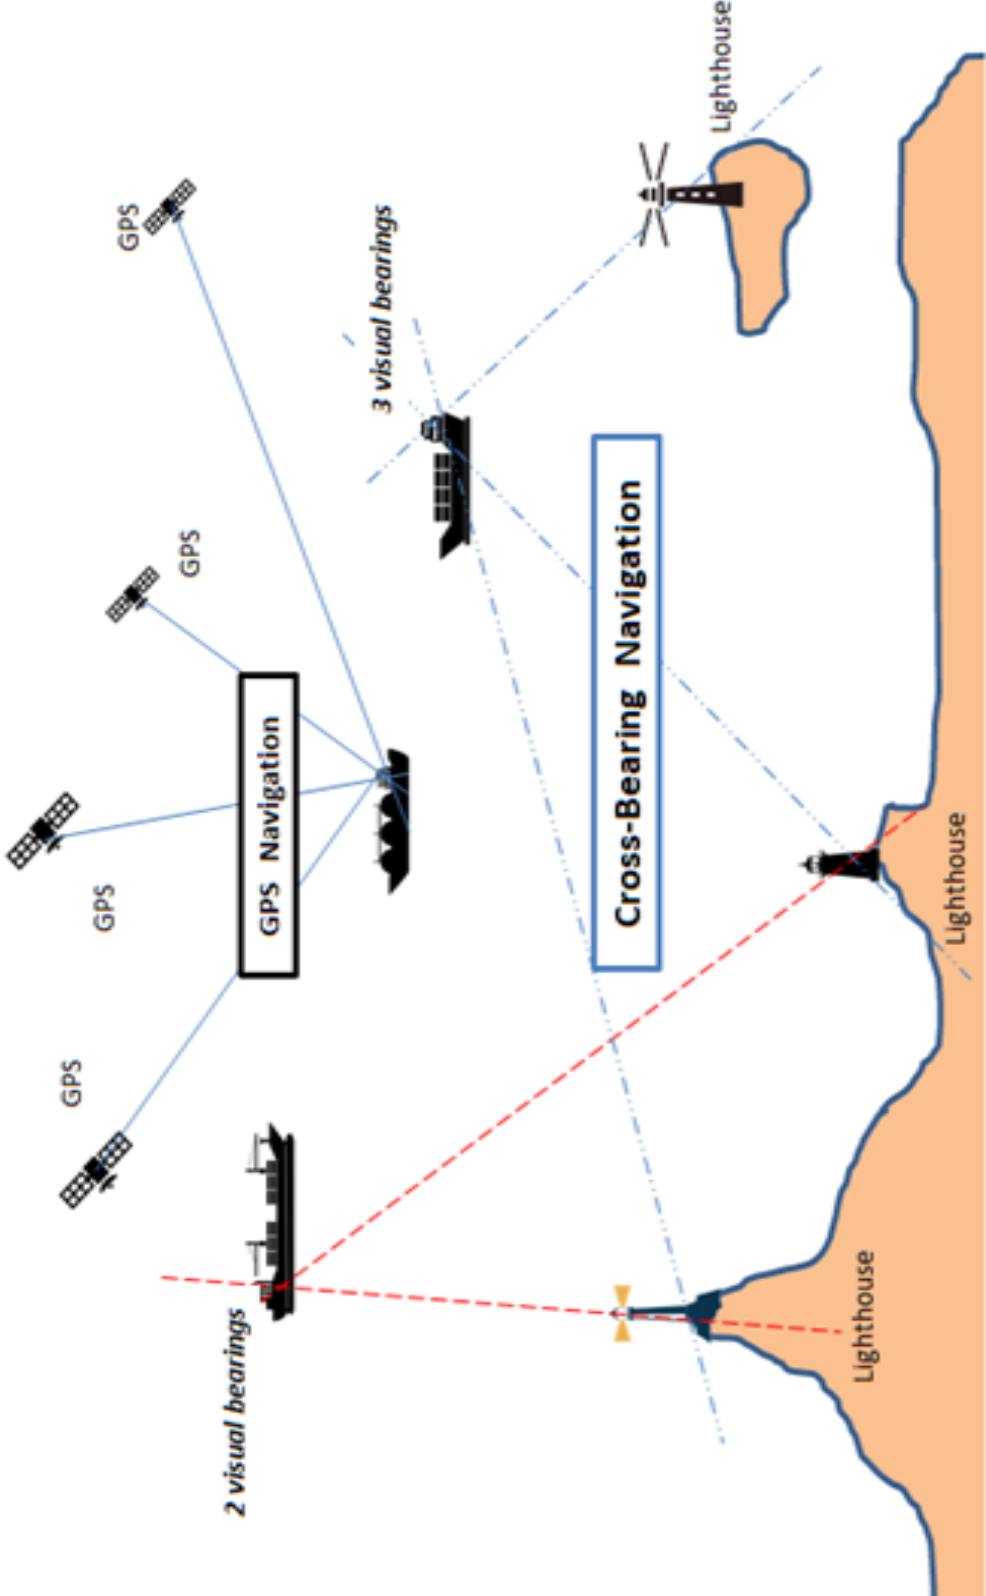 GPS
GPS
GPS
GPS
GPS Navigation
2 visual bearings
3 visual bearings
Cross-Bearing Navigation
Lighthouse
Lighthouse
Lighthouse